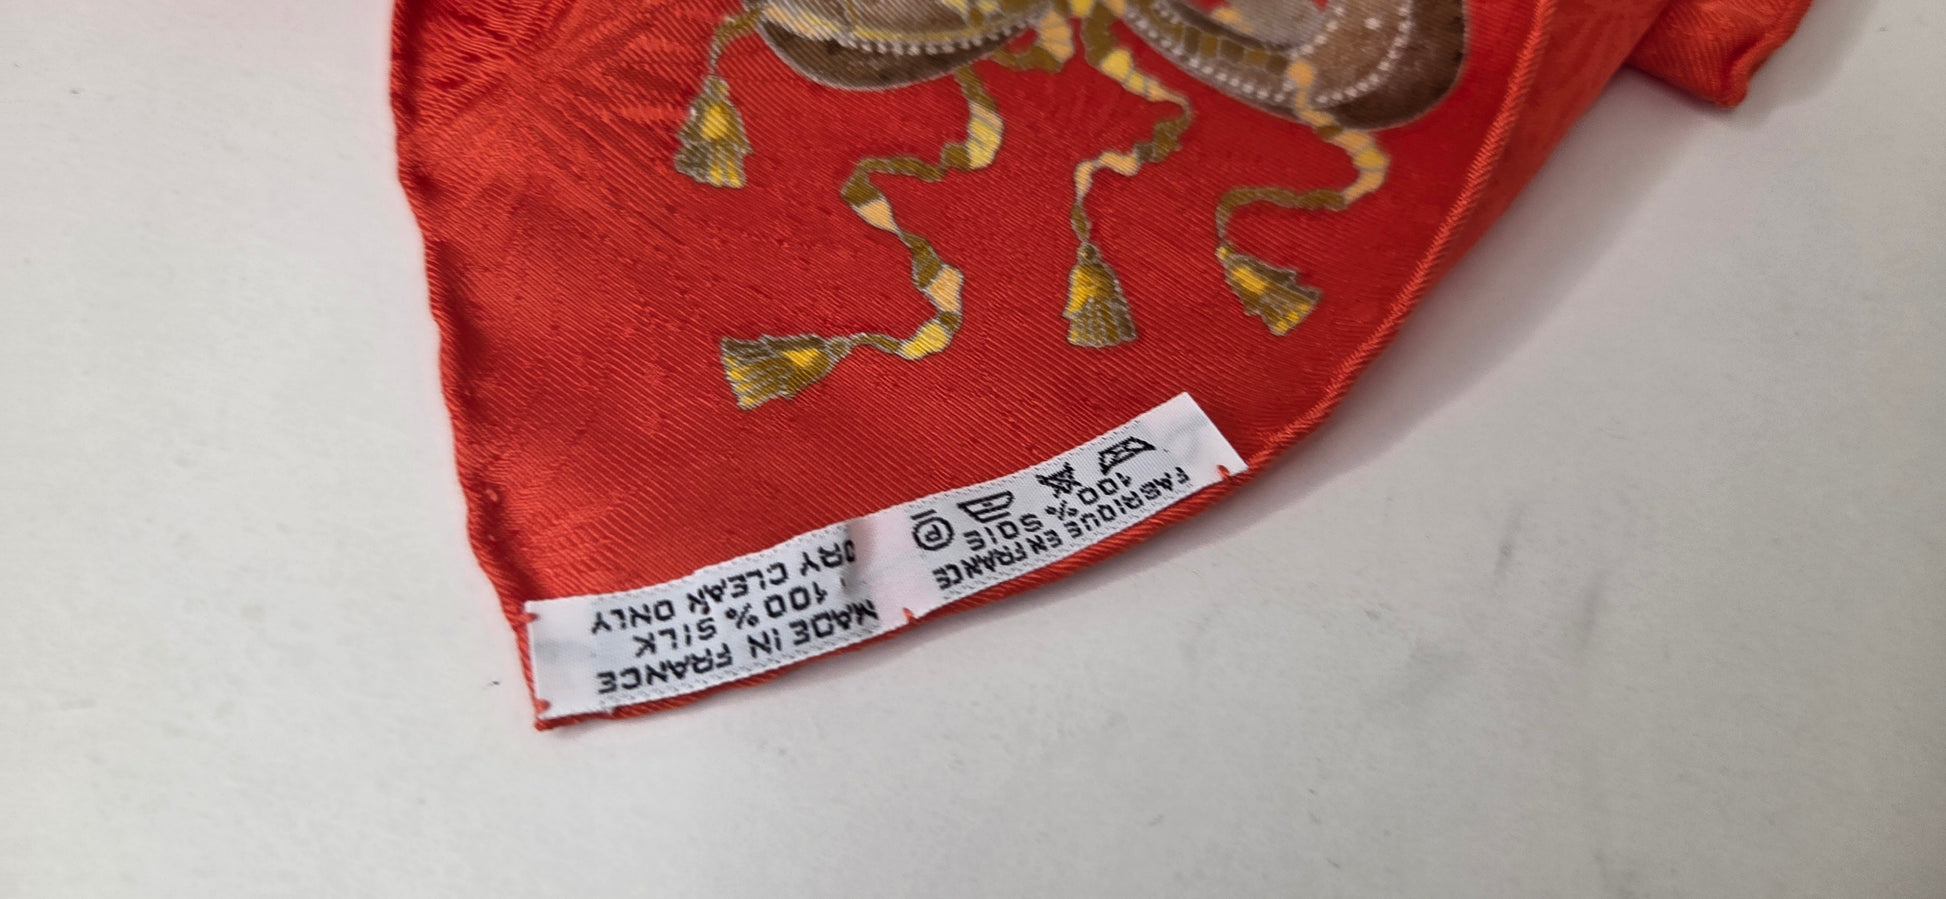 FABRIQUE EN FRANCE
100% SOIE
P
MADE IN FRANCE
100% SILK
DRY CLEAN ONLY